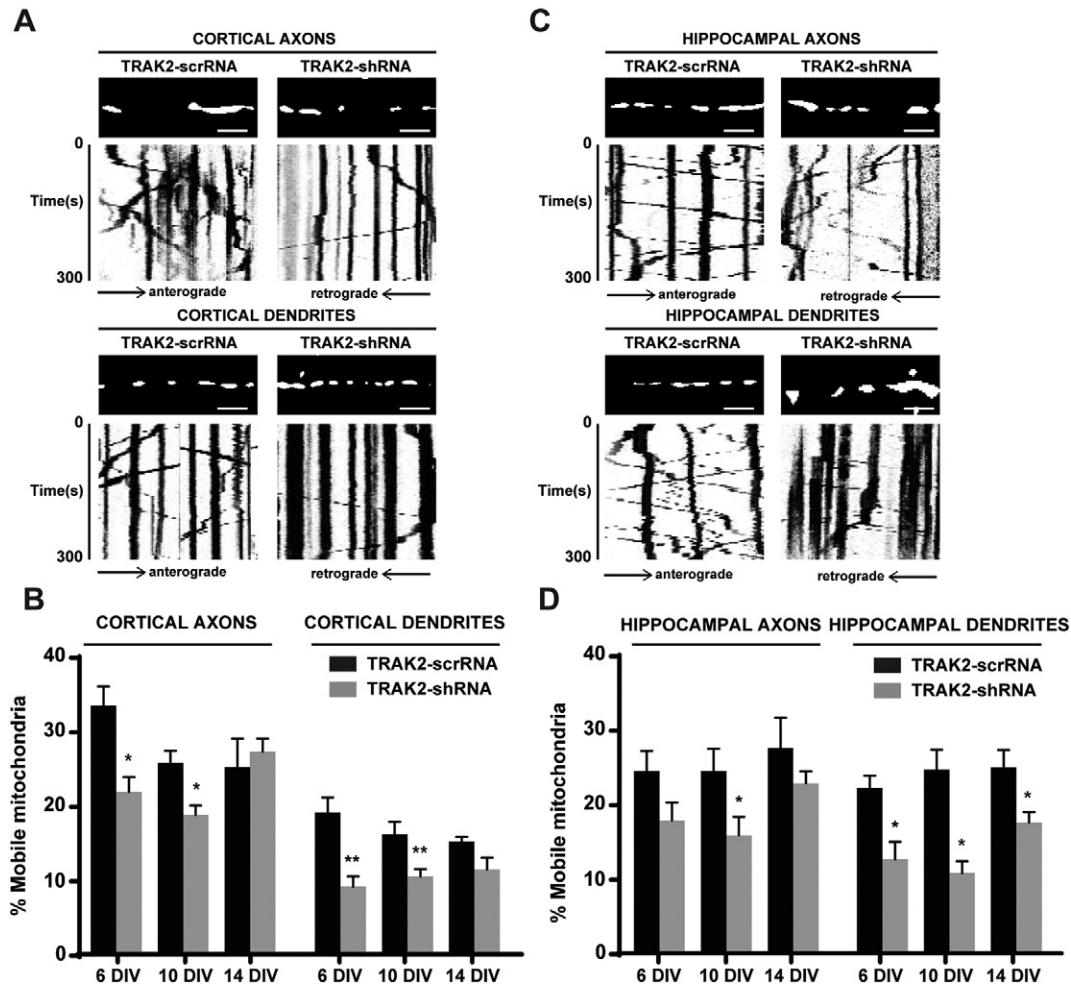 A
CORTICAL AXONS
TRAK2-scrRNA TRAK2-shRNA
0
Time(s)
300
anterograde retrograde
CORTICAL DENDRITES
TRAK2-scrRNA TRAK2-shRNA
0
Time(s)
300
anterograde retrograde
C
HIPPOCAMPAL AXONS
TRAK2-scrRNA TRAK2-shRNA
0
Time(s)
300
anterograde retrograde
HIPPOCAMPAL DENDRITES
TRAK2-scrRNA TRAK2-shRNA
0
Time(s)
300
anterograde retrograde
B
CORTICAL AXONS CORTICAL DENDRITES
TRAK2-scrRNA
TRAK2-shRNA
% Mobile mitochondria
40
30
20
10
0
* * ** **
6 DIV 10 DIV 14 DIV 6 DIV 10 DIV 14 DIV
D
HIPPOCAMPAL AXONS HIPPOCAMPAL DENDRITES
TRAK2-scrRNA
TRAK2-shRNA
% Mobile mitochondria
40
30
20
10
0
* * * *
6 DIV 10 DIV 14 DIV 6 DIV 10 DIV 14 DIV